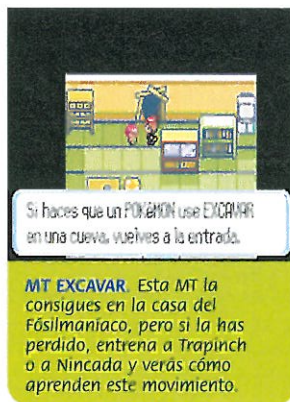 Si haces que un POKéMON use EXCAVAR
en una cueva, vuelves a la entrada.
MT EXCAVAR. Esta MT la
consigues en la casa del
Fósilmaníaco, pero si la has
perdido, entrena a Trapinch
o a Nincada y verás cómo
aprenden este movimiento.